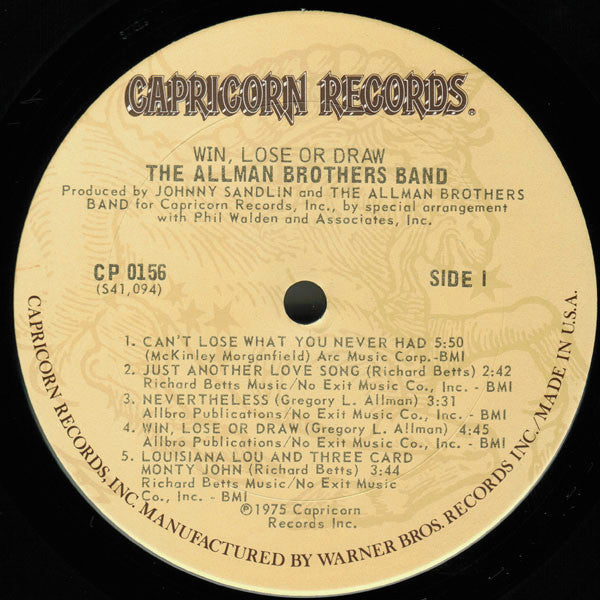 CAPRICORN RECORDS®
WIN, LOSE OR DRAW
THE ALLMAN BROTHERS BAND
Produced by JOHNNY SANDLIN and THE ALLMAN BROTHERS
BAND for Capricorn Records, Inc., by special arrangement
with Phil Walden and Associates, Inc.
CP 0156
(S41,094)
SIDE I
1. CAN'T LOSE WHAT YOU NEVER HAD 5:50
(McKinley Morganfield) Arc Music Corp.-BMI
2. JUST ANOTHER LOVE SONG (Richard Betts) 2:42
Richard Betts Music/No Exit Music Co., Inc. - BMI
3. NEVERTHELESS (Gregory L. Allman) 3:31
Allbro Publications/No Exit Music Co., Inc. - BMI
4. WIN, LOSE OR DRAW (Gregory L. Allman) 4:45
Allbro Publications/No Exit Music Co., Inc. - BMI
5. LOUISIANA LOU AND THREE CARD
MONTY JOHN (Richard Betts) 3:44
Richard Betts Music/No Exit Music
Co., Inc. - BMI
℗1975 Capricorn
Records Inc.
CAPRICORN RECORDS, INC. MANUFACTURED BY WARNER BROS. RECORDS INC./MADE IN U.S.A.